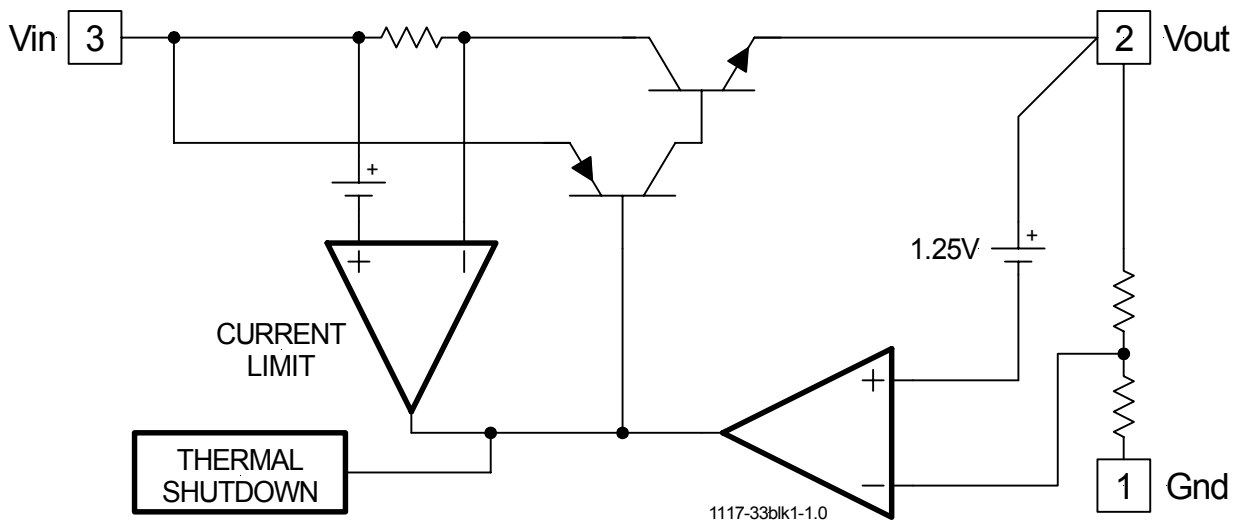 Vin 3
2 Vout
+
+
1.25V
+ −
CURRENT
LIMIT
+
THERMAL
SHUTDOWN
−
1 Gnd
1117-33blk1-1.0